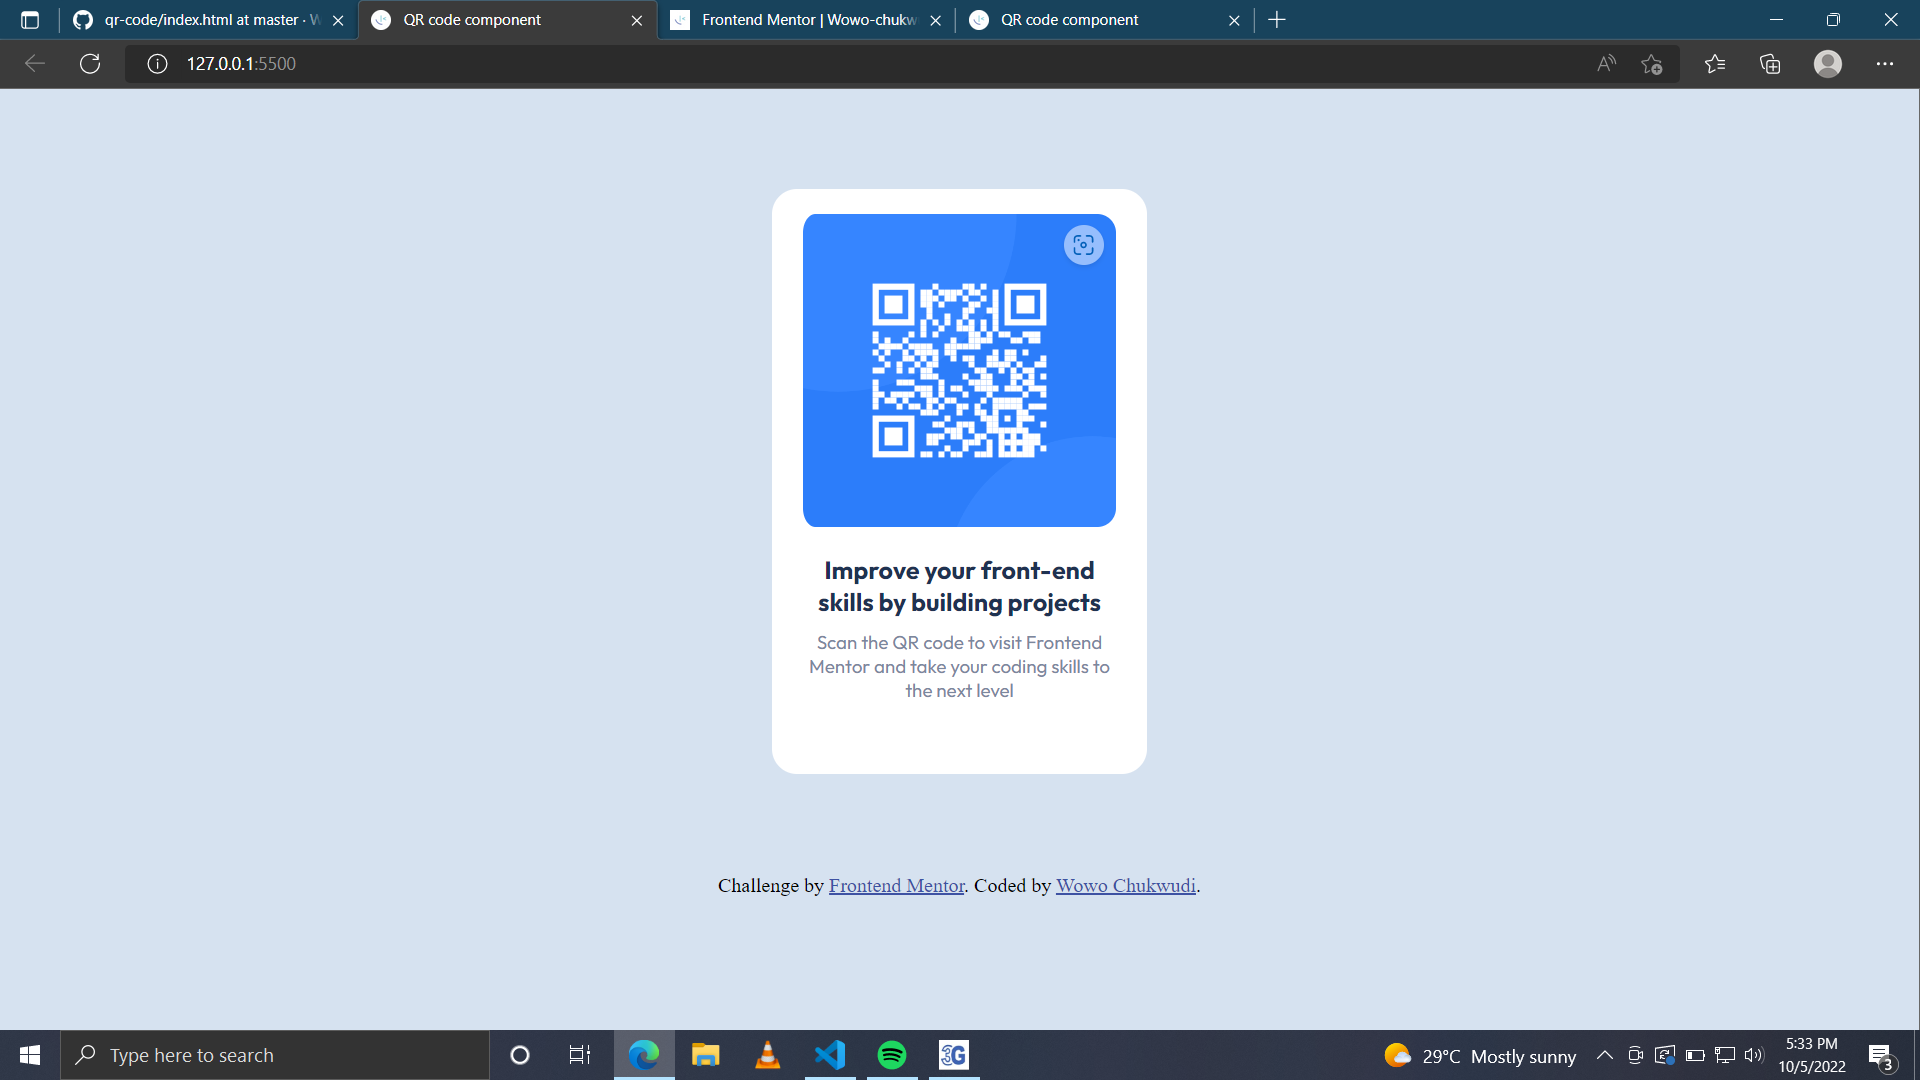 qr-code/index.html at master ·
QR code component
Frontend Mentor | Wowo-chukw
QR code component
127.0.0.1:5500
Improve your front-end
skills by building projects
Scan the QR code to visit Frontend
Mentor and take your coding skills to
the next level
Challenge by Frontend Mentor. Coded by Wowo Chukwudi.
Type here to search
3G
29°C Mostly sunny
5:33 PM
10/5/2022
3